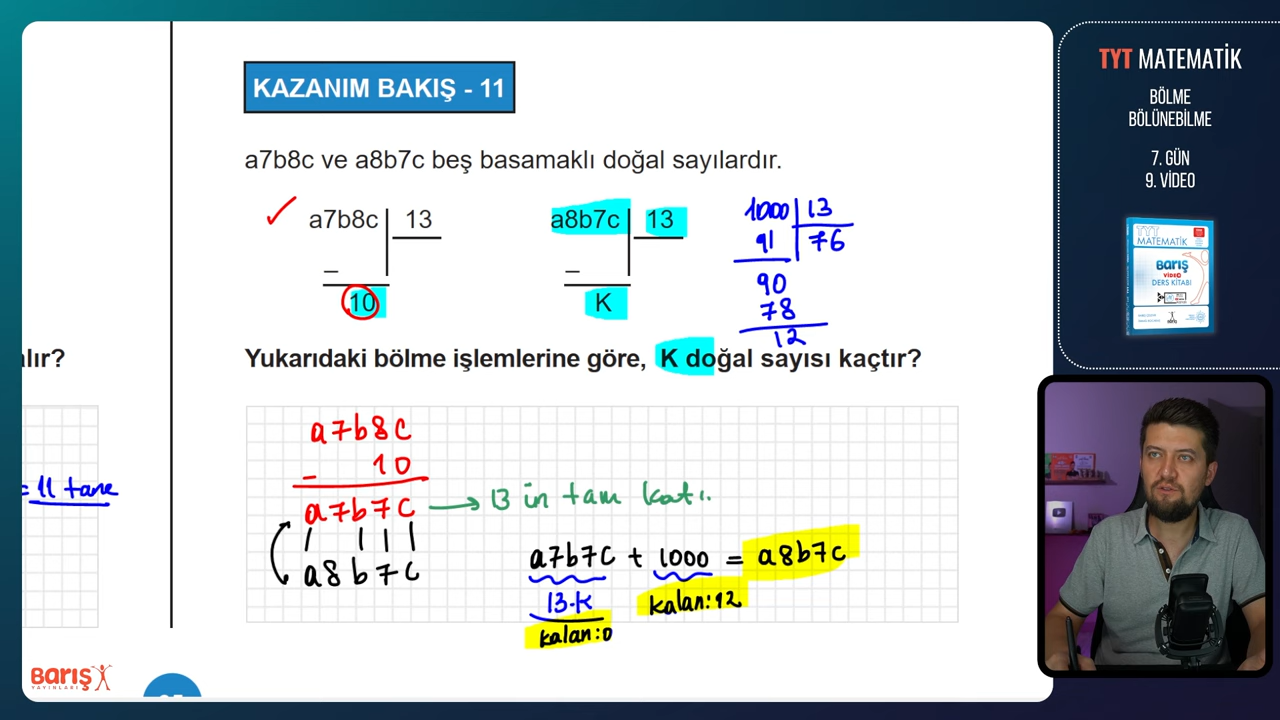 KAZANIM BAKIŞ - 11
a7b8c ve a8b7c beş basamaklı doğal sayılardır.
a7b8c 13
–
10
a8b7c 13
–
K
1000 13
91 76
90
78
12
Yukarıdaki bölme işlemlerine göre, K doğal sayısı kaçtır?
lır?
= 11 tane
a7b8c
– 10
a7b7c → 13 ün tam katı.
a8b7c
a7b7c + 1000 = a8b7c
13.K
kalan:0
kalan:12
BARIŞ
YAYINLARI
TYT MATEMATİK
BÖLME
BÖLÜNEBİLME
7. GÜN
9. VİDEO
TYT
MATEMATİK
BARIŞ
VİDEO
DERS KİTABI